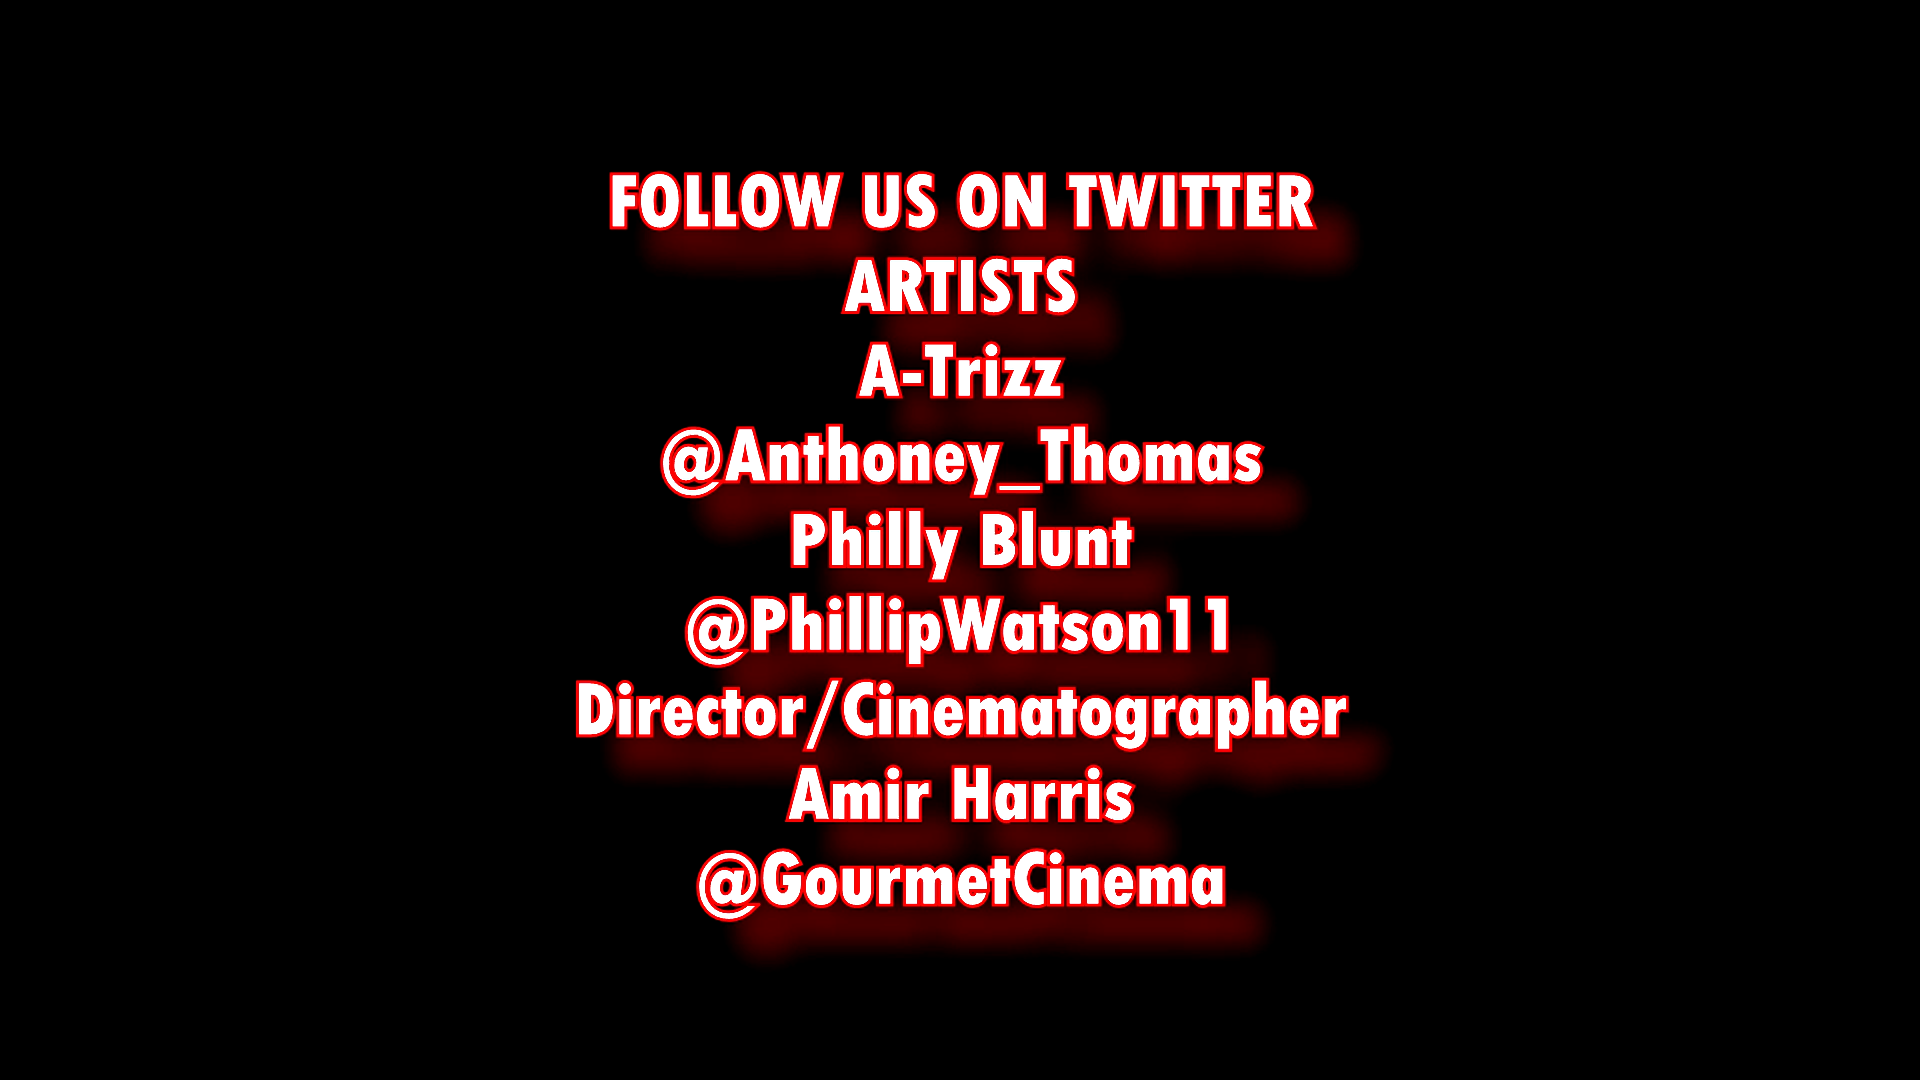 FOLLOW US ON TWITTER
ARTISTS
A-Trizz
@Anthoney_Thomas
Philly Blunt
@PhillipWatson11
Director/Cinematographer
Amir Harris
@GourmetCinema